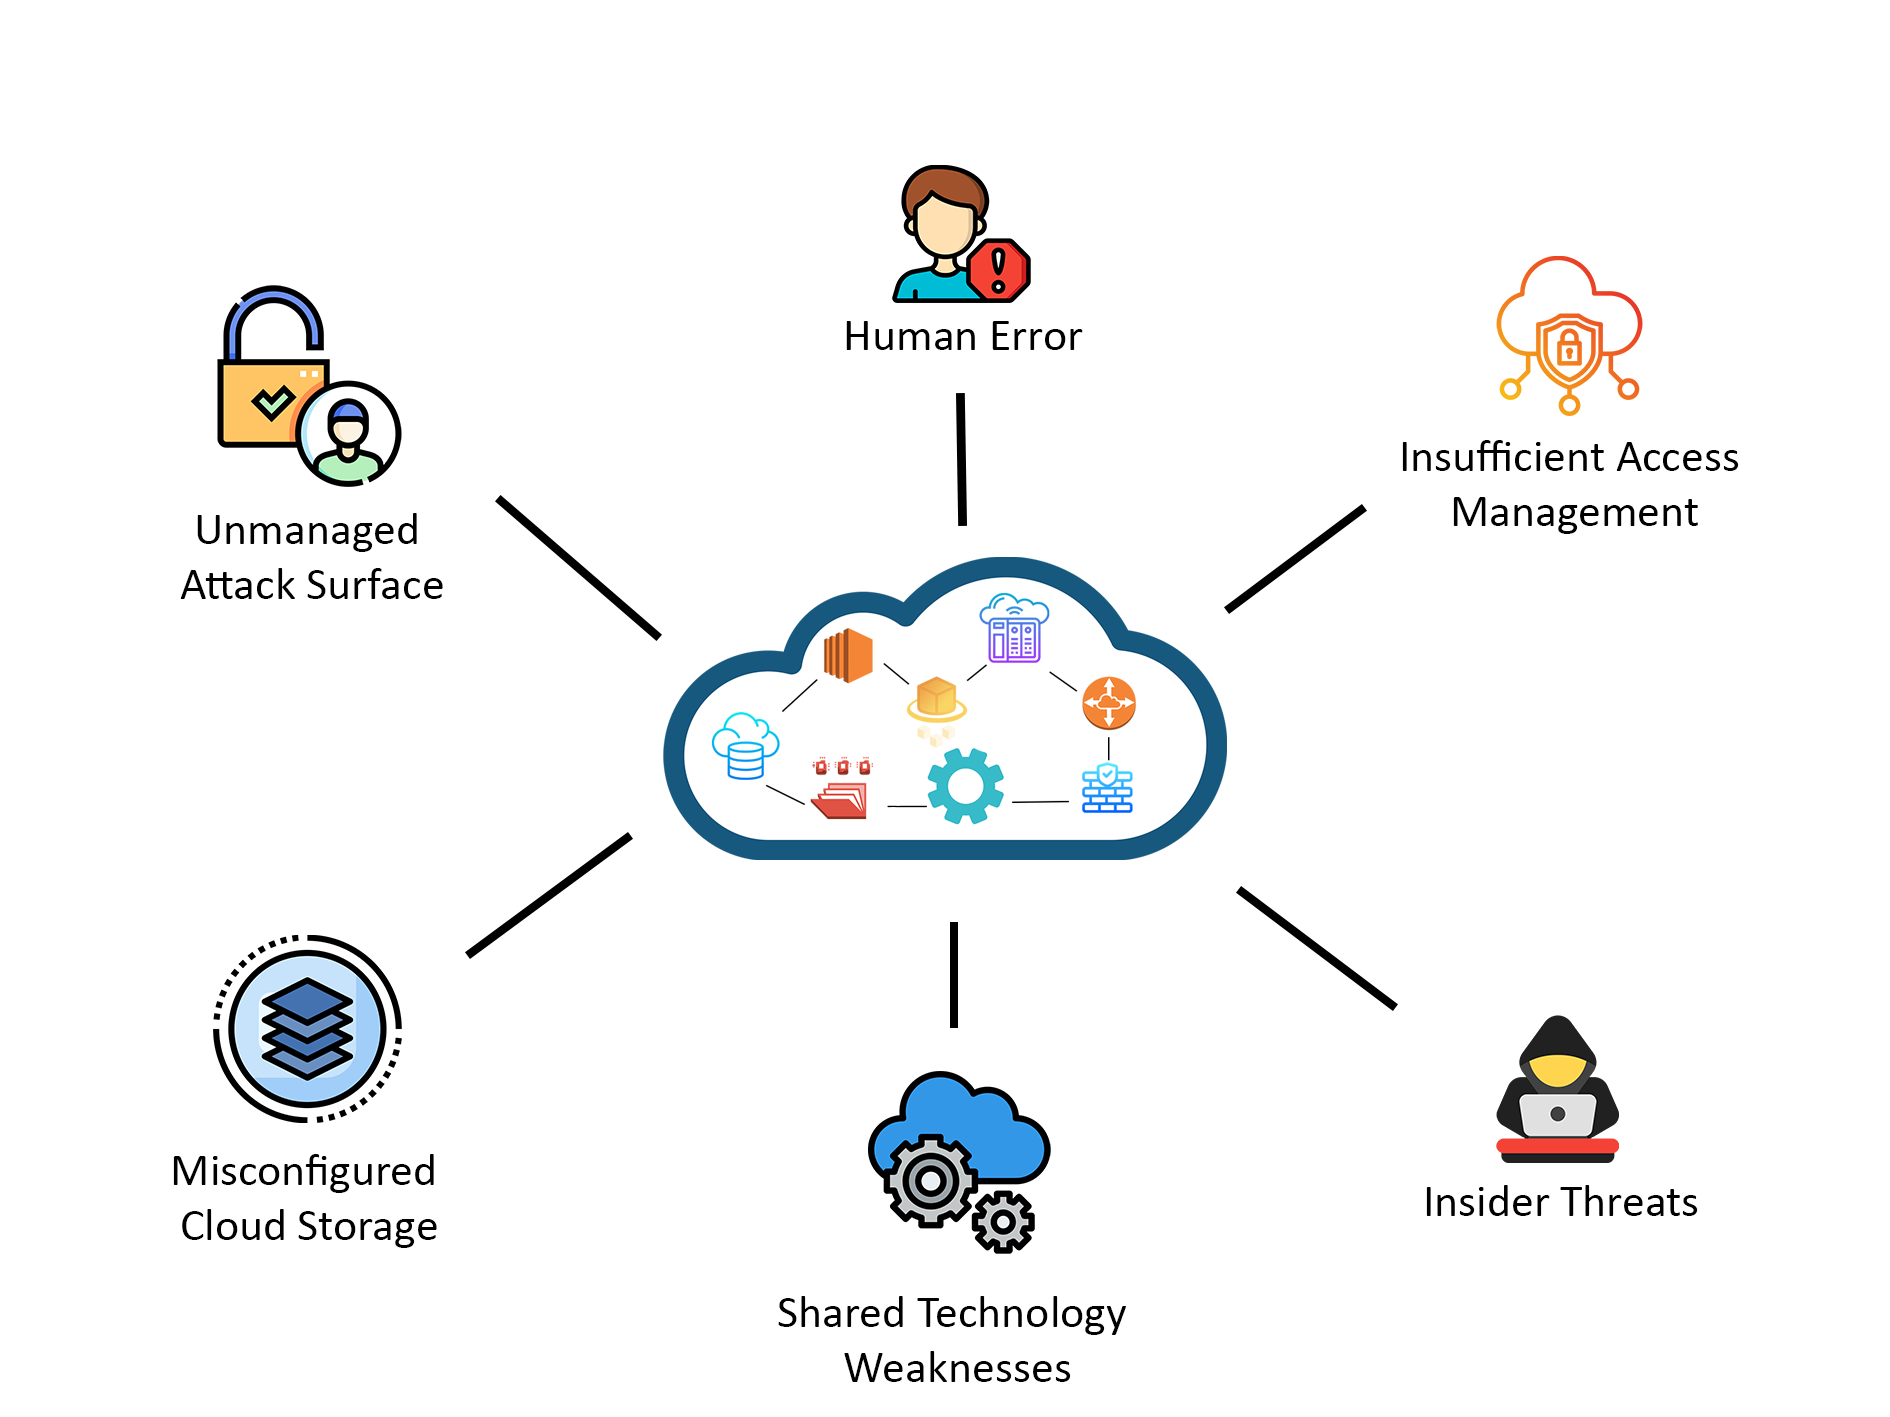 Human Error
Insufficient Access
Management
Unmanaged
Attack Surface
Misconfigured
Cloud Storage
Insider Threats
Shared Technology
Weaknesses